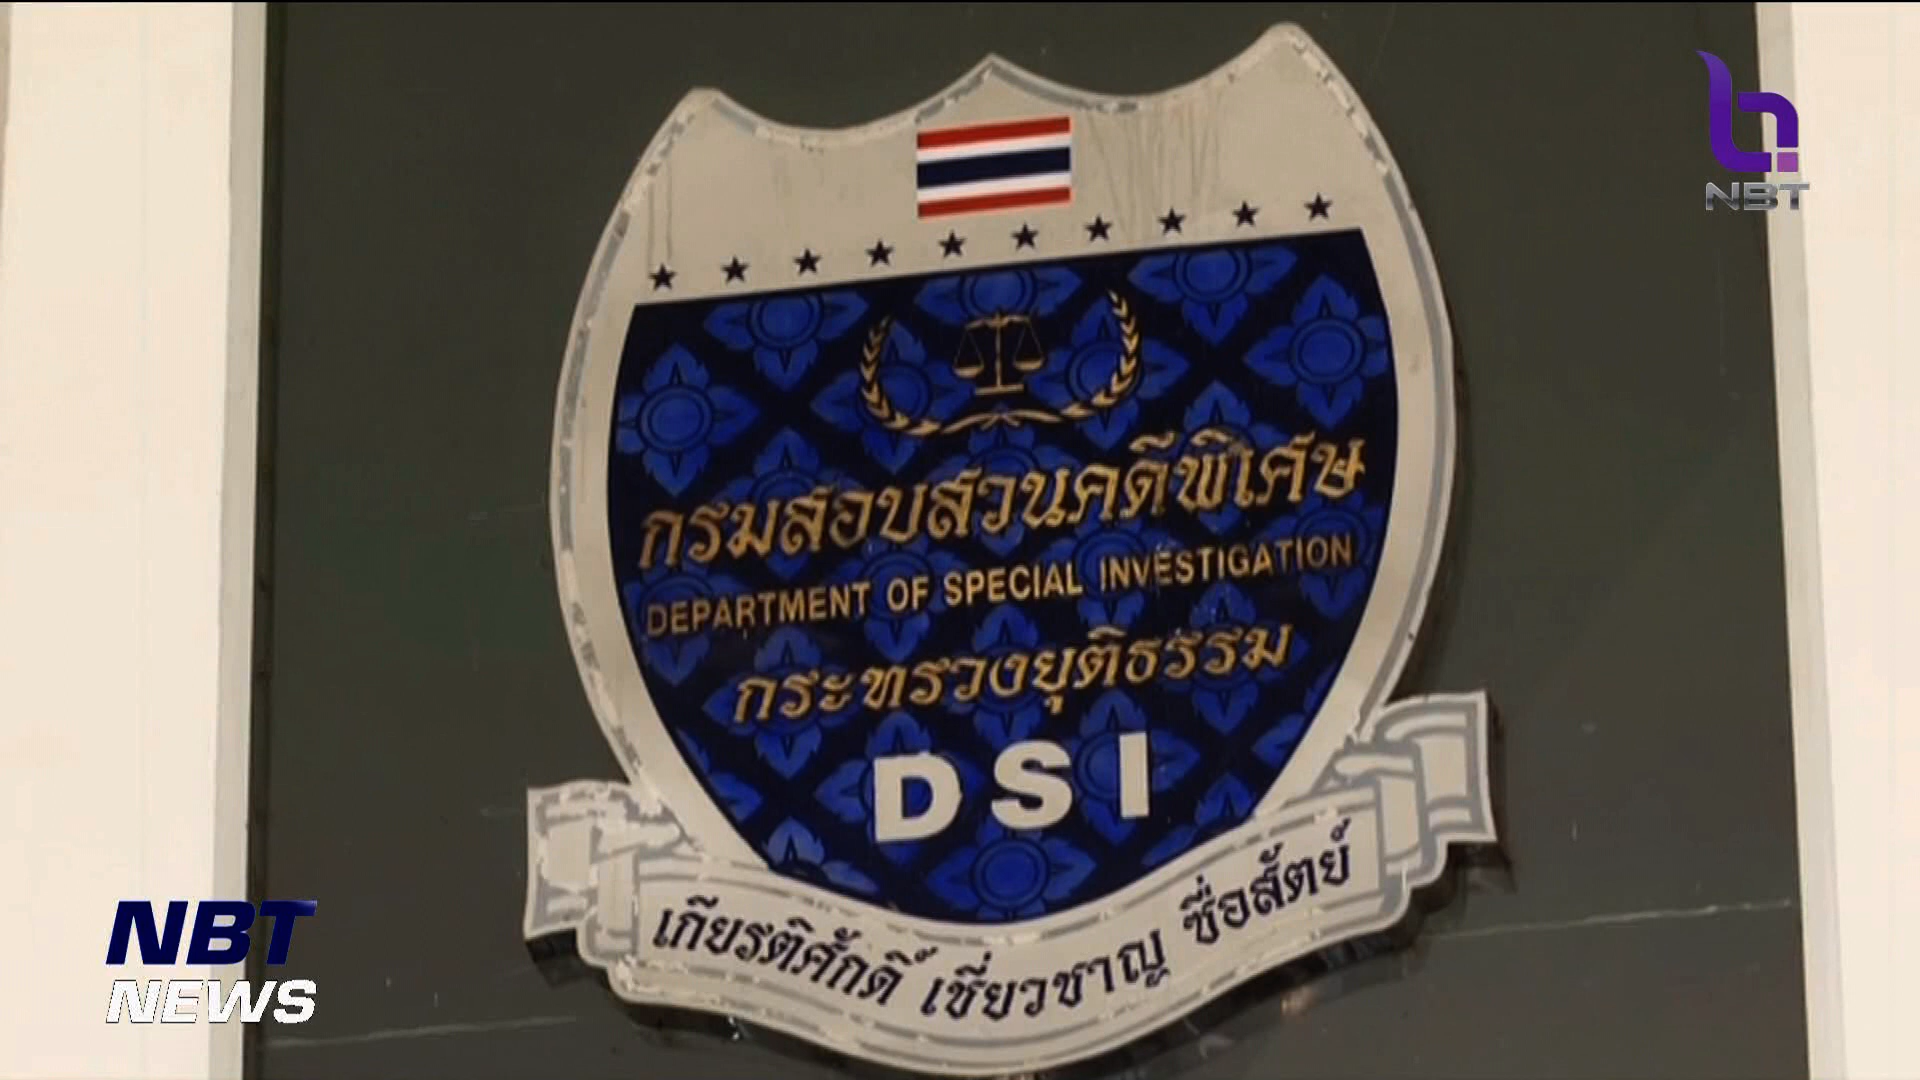 NBT
กรมสอบสวนคดีพิเศษ
DEPARTMENT OF SPECIAL INVESTIGATION
กระทรวงยุติธรรม
DSI
เกียรติศักดิ์ เชี่ยวชาญ ซื่อสัตย์
NBT
NEWS